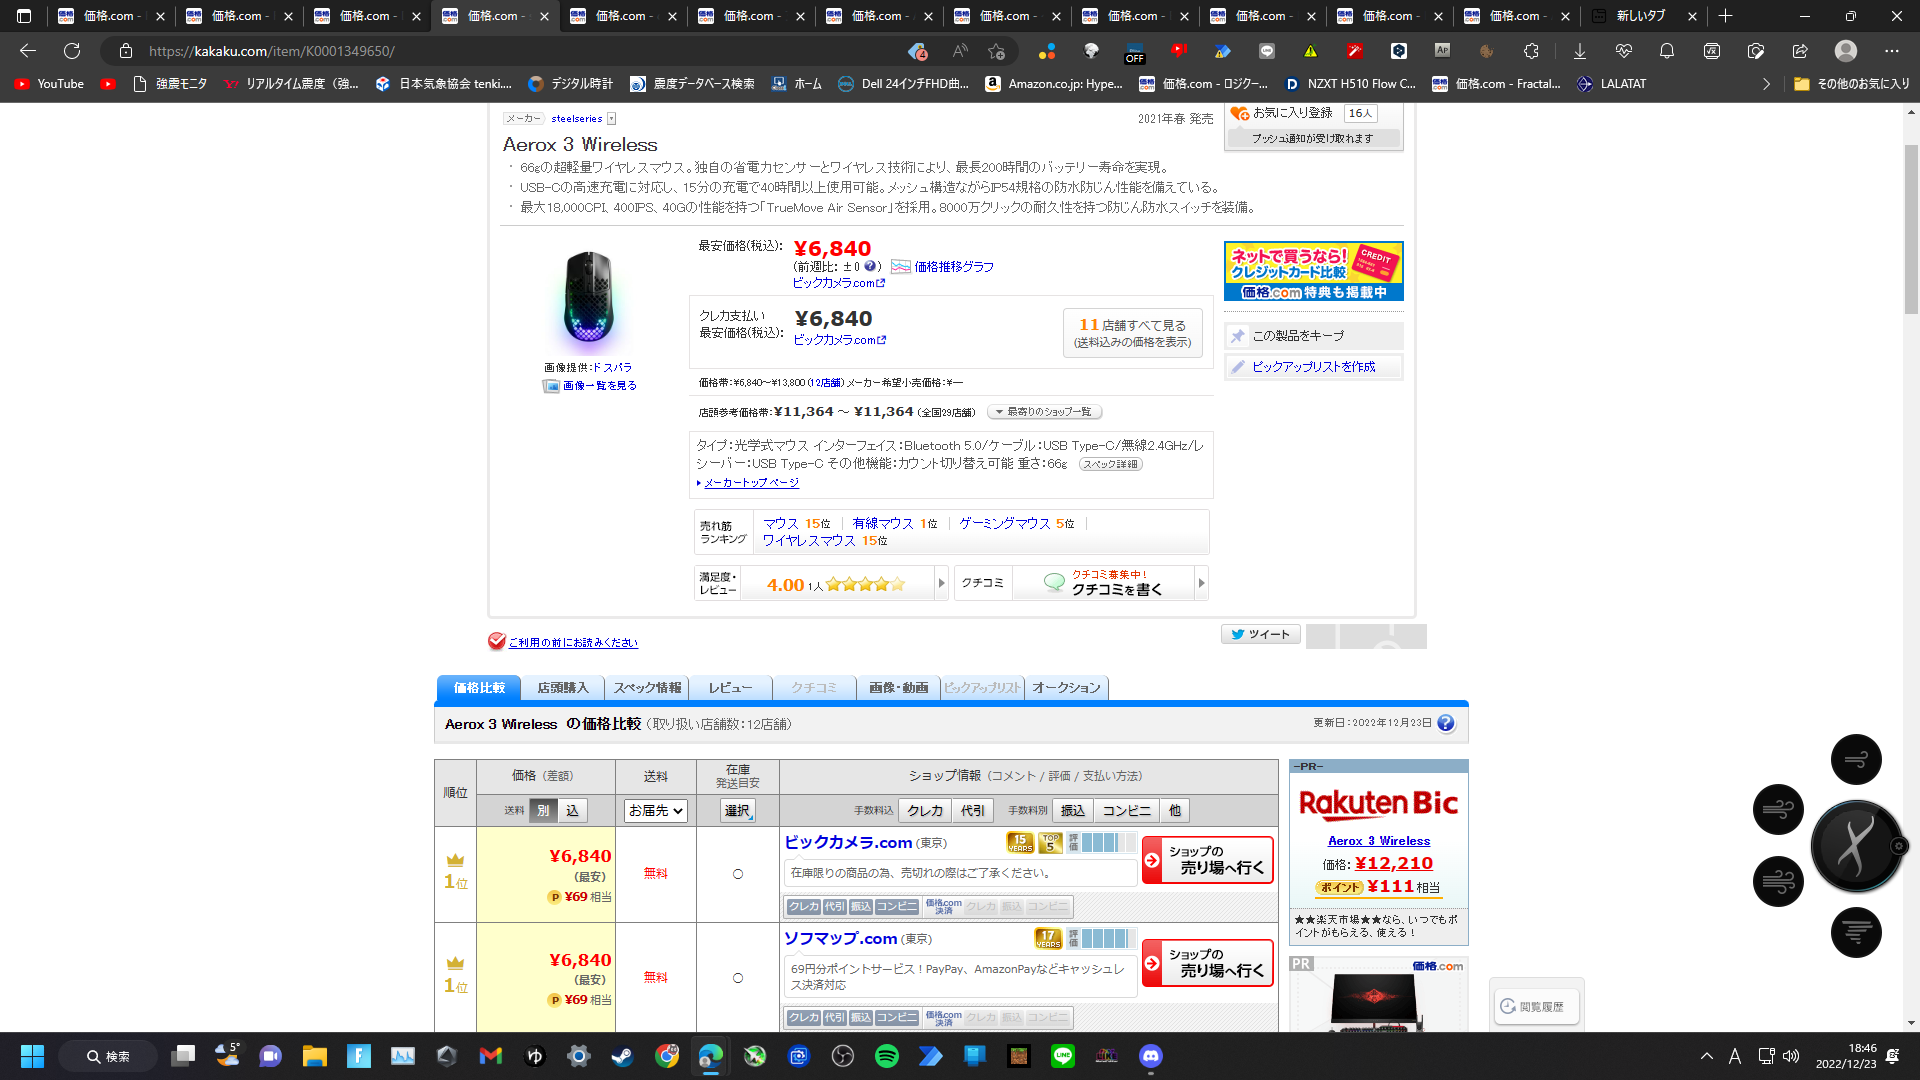 価格.com -
価格.com -
価格.com -
価格.com -
価格.com -
価格.com -
価格.com -
価格.com -
価格.com -
価格.com -
価格.com -
価格.com -
新しいタブ
https://kakaku.com/item/K0001349650/
YouTube
強震モニタ
リアルタイム震度（強...
日本気象協会 tenki....
デジタル時計
震度データベース検索
ホーム
Dell 24インチFHD曲...
Amazon.co.jp: Hype...
価格.com - ロジクー...
NZXT H510 Flow C...
価格.com - Fractal...
LALATAT
その他のお気に入り
メーカー steelseries
2021年春 発売
お気に入り登録 16人
プッシュ通知が受け取れます
Aerox 3 Wireless
・ 66gの超軽量ワイヤレスマウス。独自の省電力センサーとワイヤレス技術により、最長200時間のバッテリー寿命を実現。
・ USB-Cの高速充電に対応し、15分の充電で40時間以上使用可能。メッシュ構造ながらIP54規格の防水防じん性能を備えている。
・ 最大18,000CPI、400IPS、40Gの性能を持つ「TrueMove Air Sensor」を採用。8000万クリックの耐久性を持つ防じん防水スイッチを装備。
最安価格(税込)： ¥6,840
(前週比：±0) 価格推移グラフ
ビックカメラ.com
クレカ支払い
最安価格(税込)： ¥6,840
ビックカメラ.com
11店舗すべて見る
(送料込みの価格を表示)
画像提供：ドスパラ
画像一覧を見る
価格帯：¥6,840～¥13,800 (12店舗) メーカー希望小売価格：¥―
店頭参考価格帯：¥11,364 ～ ¥11,364 (全国29店舗) 最寄りのショップ一覧
タイプ：光学式マウス インターフェイス：Bluetooth 5.0/ケーブル：USB Type-C/無線2.4GHz/レ
シーバー：USB Type-C その他機能：カウント切り替え可能 重さ：66g スペック詳細
メーカートップページ
売れ筋
ランキング
マウス 15位
有線マウス 1位
ゲーミングマウス 5位
ワイヤレスマウス 15位
満足度・
レビュー
4.00 1人
クチコミ
クチコミ募集中！
クチコミを書く
ネットで買うなら!
クレジットカード比較
CREDIT
価格.com 特典も掲載中
この製品をキープ
ピックアップリストを作成
ご利用の前にお読みください
ツイート
価格比較
店頭購入
スペック情報
レビュー
クチコミ
画像・動画
ピックアップリスト
オークション
Aerox 3 Wireless の価格比較 (取り扱い店舗数：12店舗)
更新日：2022年12月23日
順位
価格 (差額)
送料
在庫
発送目安
ショップ情報 (コメント / 評価 / 支払い方法)
送料 別 込
お届先
選択
手数料込 クレカ 代引
手数料別 振込 コンビニ 他
1位
¥6,840
(最安)
P ¥69 相当
無料
○
ビックカメラ.com (東京)
15 YEARS
TOP 5
評価
在庫限りの商品の為、売切れの際はご了承ください。
クレカ 代引 振込 コンビニ 価格.com 決済 クレカ 振込 コンビニ
ショップの
売り場へ行く
1位
¥6,840
(最安)
P ¥69 相当
無料
○
ソフマップ.com (東京)
17 YEARS
評価
69円分ポイントサービス！PayPay、AmazonPayなどキャッシュレ
ス決済対応
クレカ 代引 振込 コンビニ 価格.com 決済 クレカ 振込 コンビニ
ショップの
売り場へ行く
-PR-
Rakuten Bic
Aerox 3 Wireless
価格：¥12,210
ポイント ¥111 相当
★★楽天市場★★なら、いつでもポ
イントがもらえる、使える！
PR
価格.com
閲覧履歴
OFF
5°
検索
A
18:46
2022/12/23